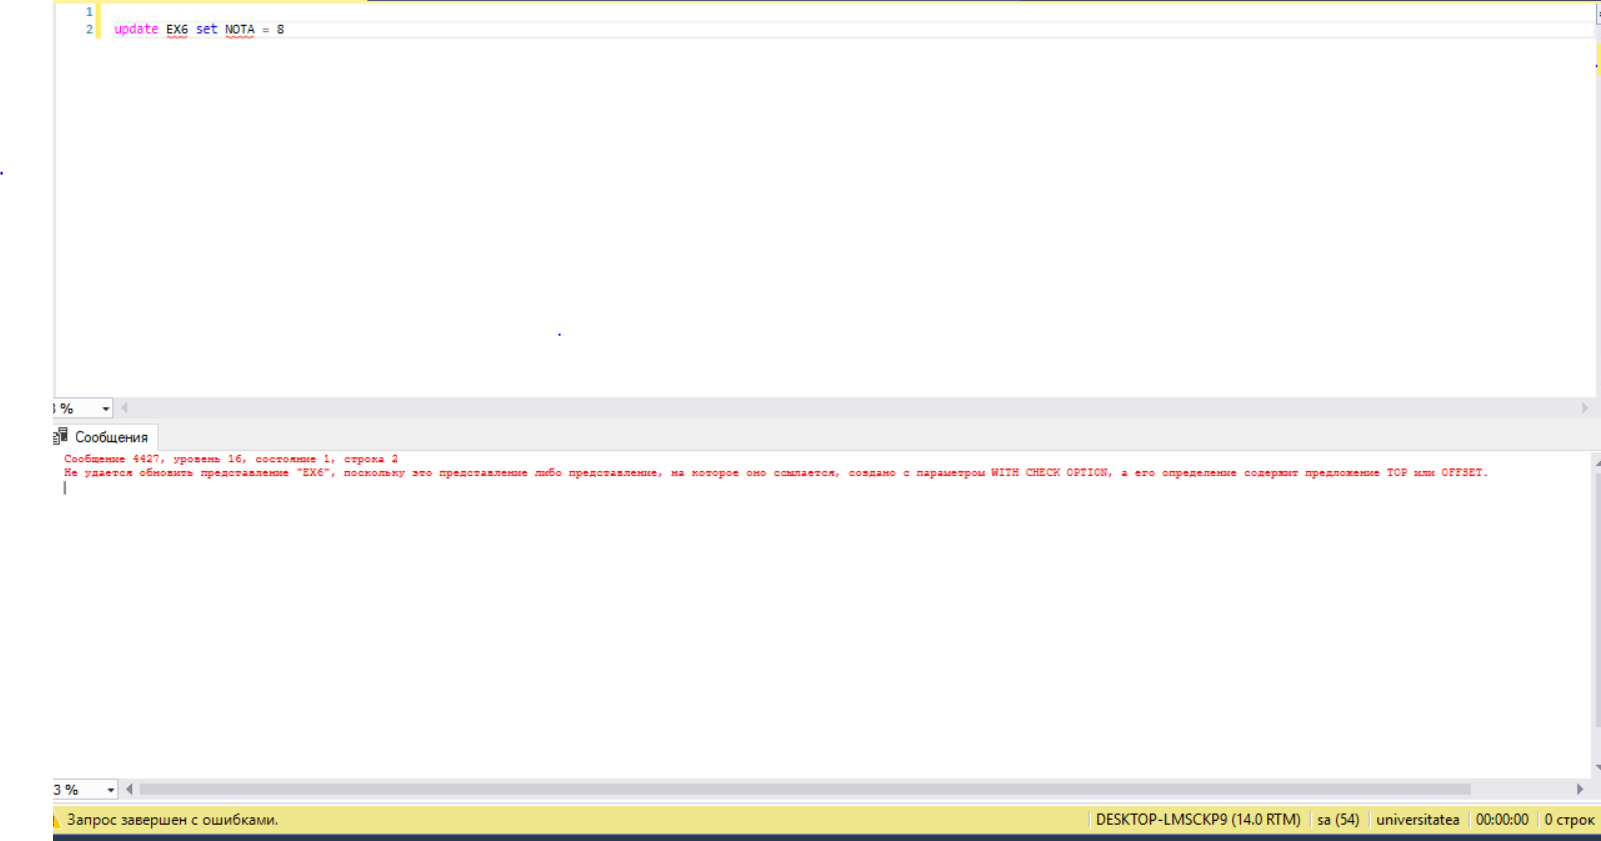 1
2 update EX6 set NOTA = 8
%
Сообщения
Сообщение 4427, уровень 16, состояние 1, строка 2
Не удается обновить представление "EX6", поскольку это представление либо представление, на которое оно ссылается, создано с параметром WITH CHECK OPTION, а его определение содержит предложение TOP или OFFSET.
3 %
Запрос завершен с ошибками. DESKTOP-LMSCKP9 (14.0 RTM) sa (54) universitatea 00:00:00 0 строк